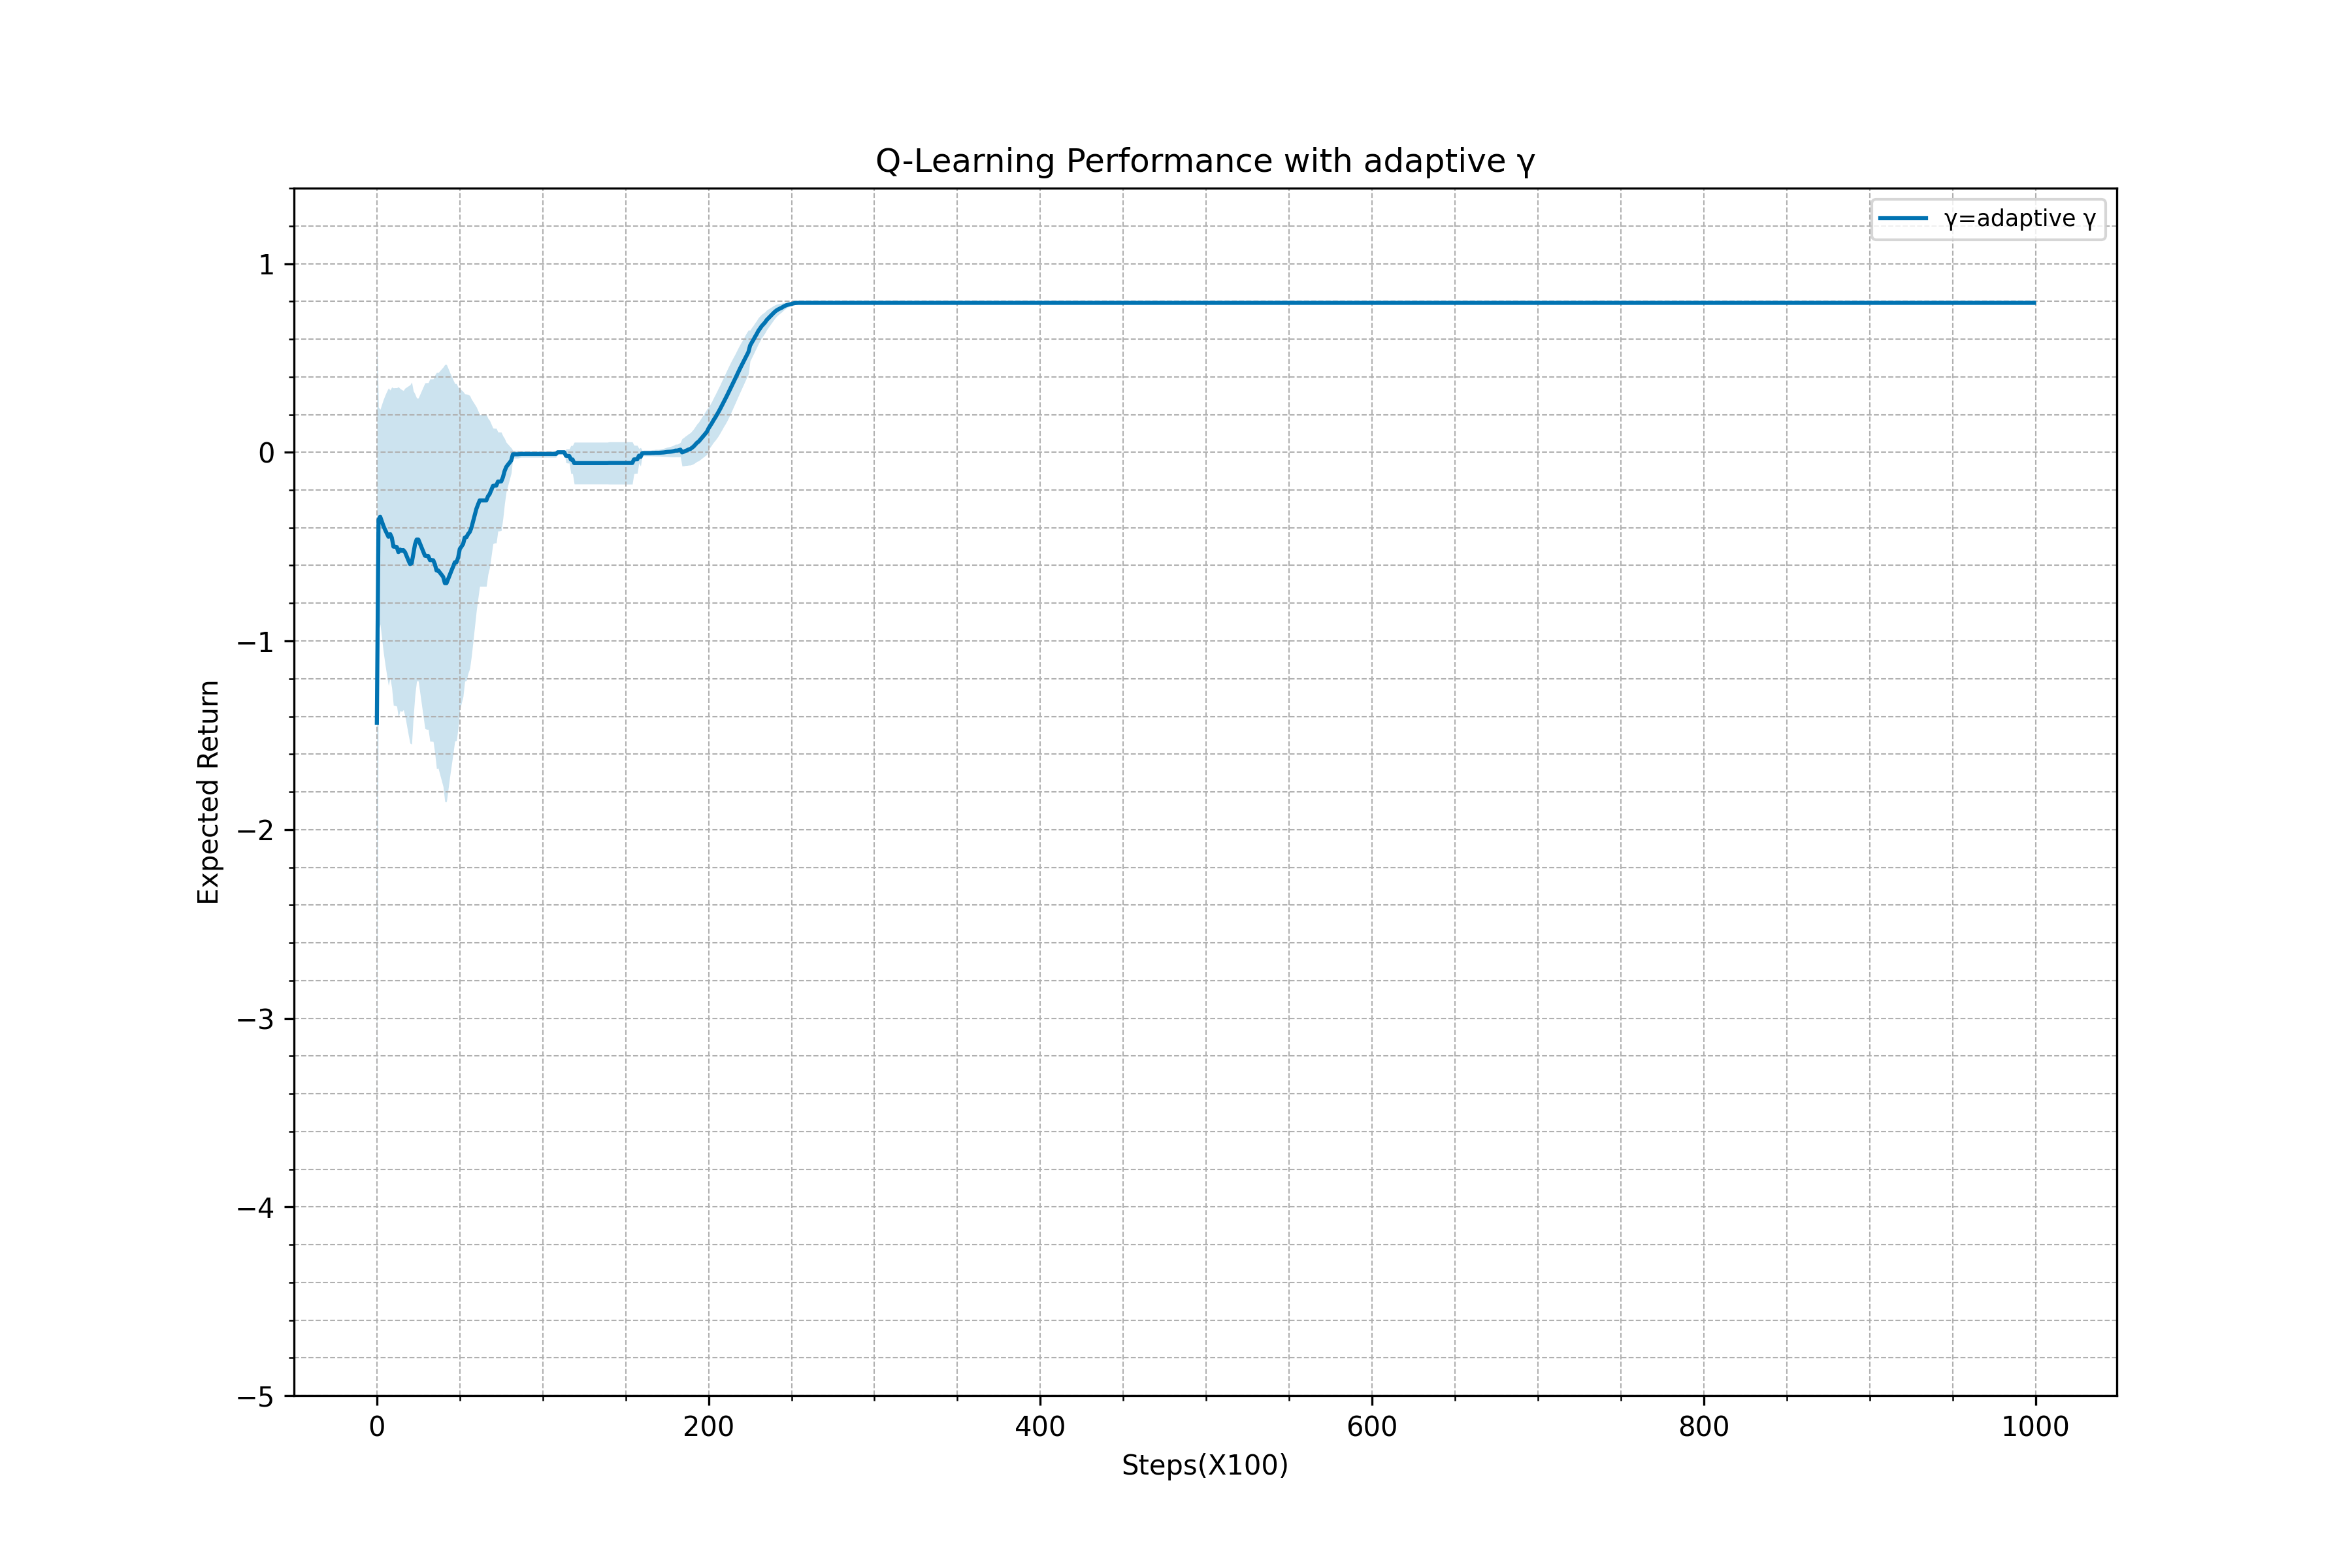 Q-Learning Performance with adaptive γ
γ=adaptive γ
Expected Return
1
0
−1
−2
−3
−4
−5
0 200 400 600 800 1000
Steps(X100)